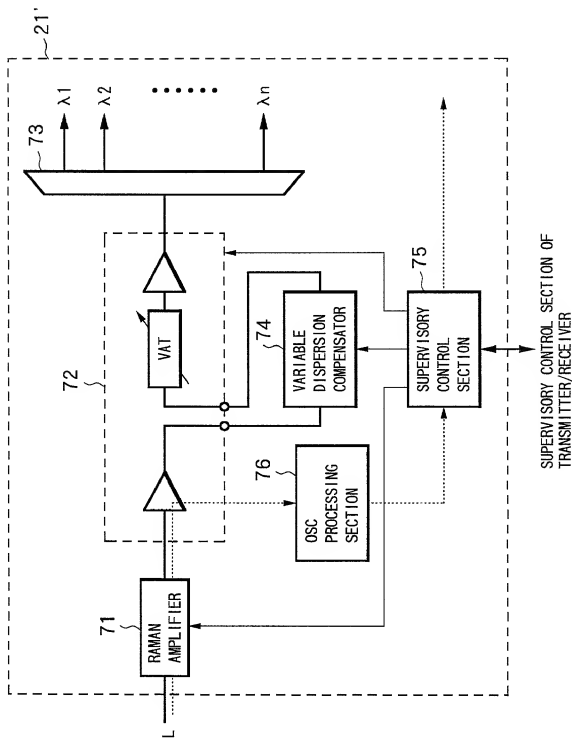 21'
73
λ1
λ2
λn
72
VAT
74
VARIABLE
DISPERSION
COMPENSATOR
75
SUPERVISORY
CONTROL
SECTION
76
OSC
PROCESSING
SECTION
71
RAMAN
AMPLIFIER
L
SUPERVISORY CONTROL SECTION OF
TRANSMITTER/RECEIVER